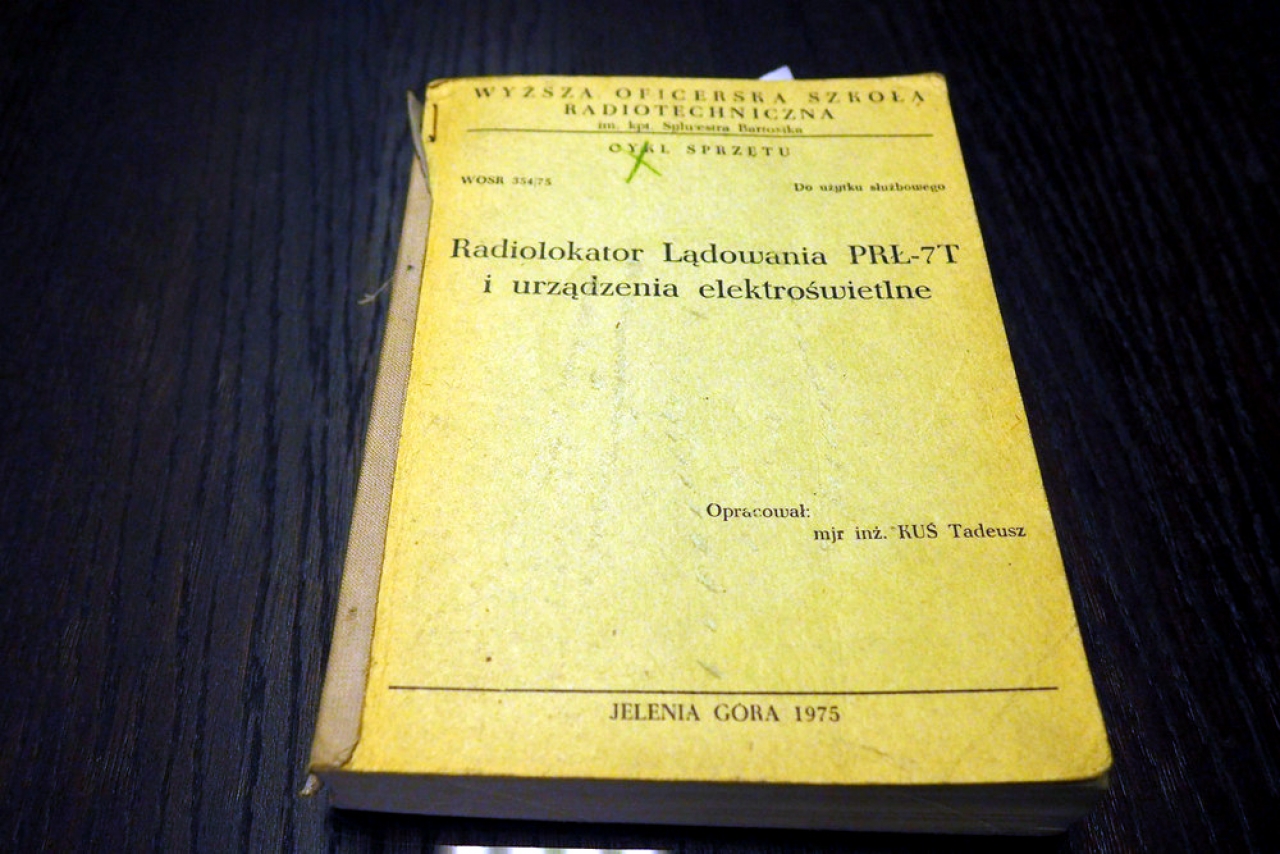 WYŻSZA OFICERSKA SZKOŁA
RADIOTECHNICZNA
im. kpt. Sylwestra Bartosika
CYKL SPRZĘTU
WOSR 354/75
Do użytku służbowego
Radiolokator Lądowania PRŁ-7T
i urządzenia elektroświetlne
Opracował:
mjr inż. KUŚ Tadeusz
JELENIA GÓRA 1975